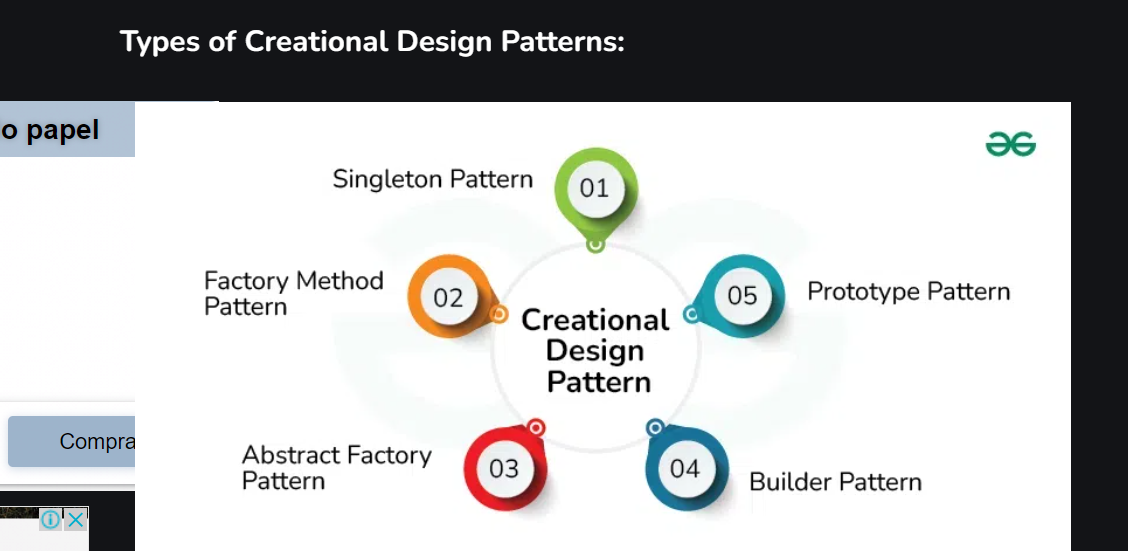 Types of Creational Design Patterns:
o papel
Singleton Pattern
01
Factory Method
Pattern
02
05
Prototype Pattern
Creational
Design
Pattern
Compra
Abstract Factory
Pattern
03
04
Builder Pattern